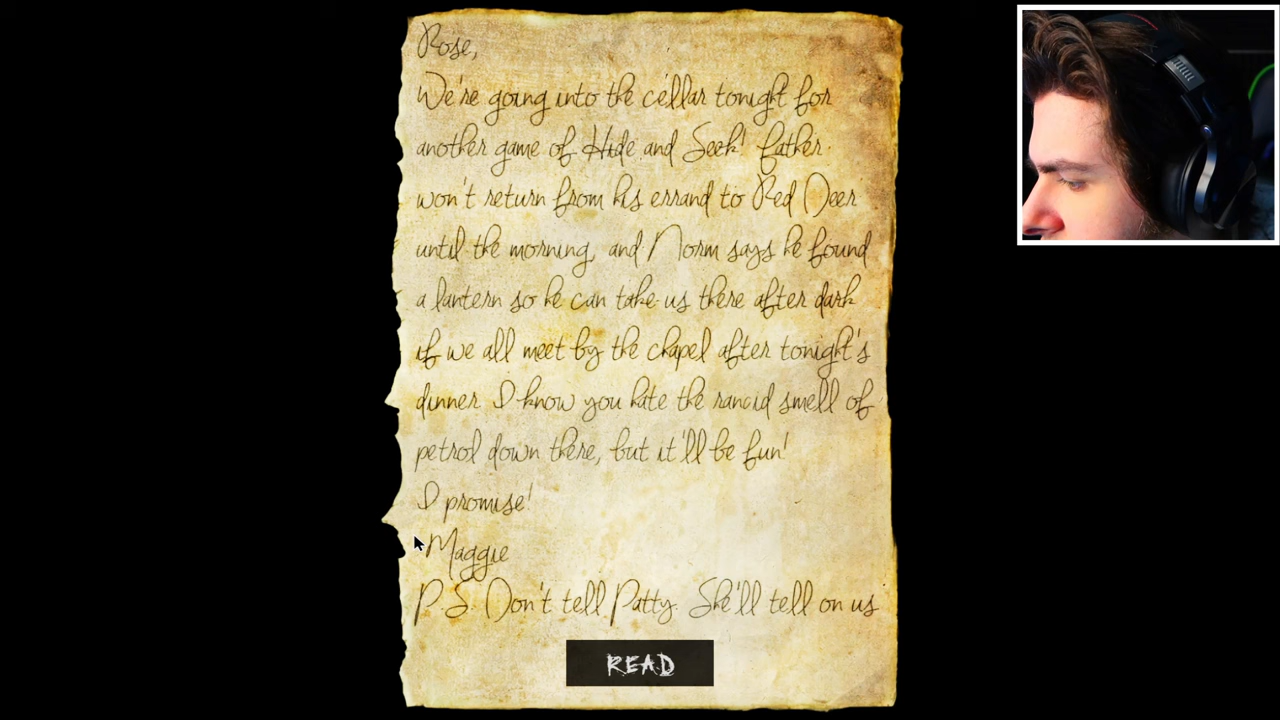 Rose,
We're going into the cellar tonight for
another game of Hide and Seek! Father
won't return from his errand to Red Deer
until the morning, and Norm says he found
a lantern so he can take us there after dark
if we all meet by the chapel after tonight's
dinner. I know you hate the rancid smell of
petrol down there, but it'll be fun!
I promise!
-Maggie
P.S. Don't tell Patty. She'll tell on us
READ